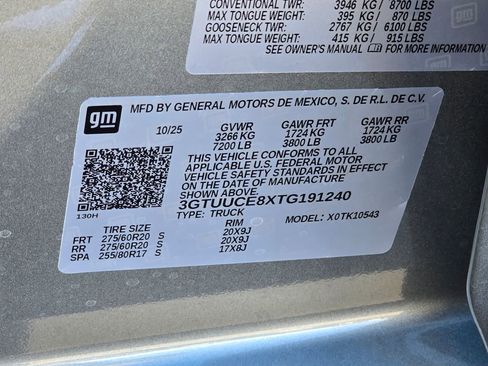 CONVENTIONAL TWR: 3946 KG / 8700 LBS
MAX TONGUE WEIGHT: 395 KG / 870 LBS
GOOSENECK TWR: 2767 KG / 6100 LBS
MAX TONGUE WEIGHT: 415 KG / 915 LBS
SEE OWNER'S MANUAL FOR MORE INFORMATION
gm
MFD BY GENERAL MOTORS DE MEXICO, S. DE R.L. DE C.V.
10/25 GVWR GAWR FRT GAWR RR
3266 KG 1724 KG 1724 KG
7200 LB 3800 LB 3800 LB
THIS VEHICLE CONFORMS TO ALL
APPLICABLE U.S. FEDERAL MOTOR
VEHICLE SAFETY STANDARDS IN EFFECT
ON THE DATE OF MANUFACTURE
3GTUUCE8XTG191240
130H
TYPE: TRUCK MODEL: X0TK10543
TIRE SIZE RIM
FRT 275/60R20 S 20X9J
RR 275/60R20 S 20X9J
SPA 255/80R17 S 17X8J